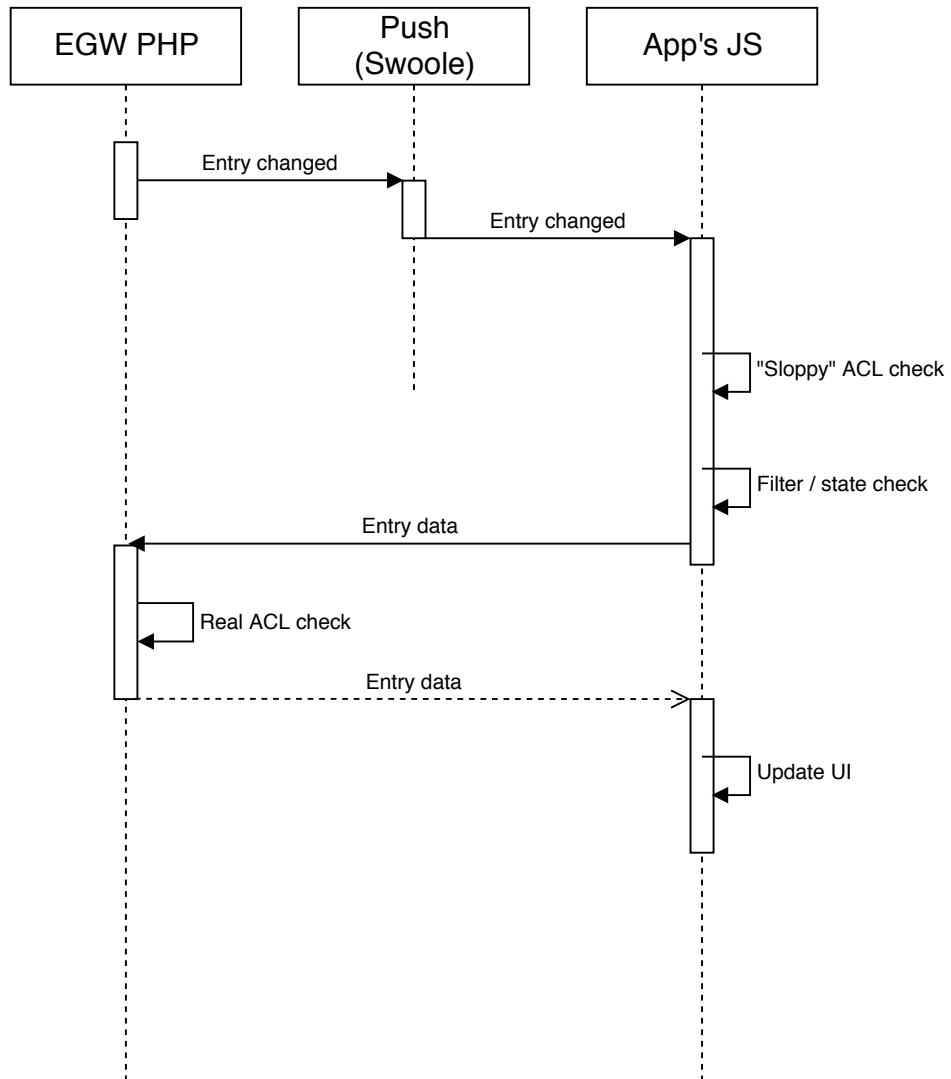 EGW PHP
Push
(Swoole)
App's JS
Entry changed
Entry changed
"Sloppy" ACL check
Filter / state check
Entry data
Real ACL check
Entry data
Update UI